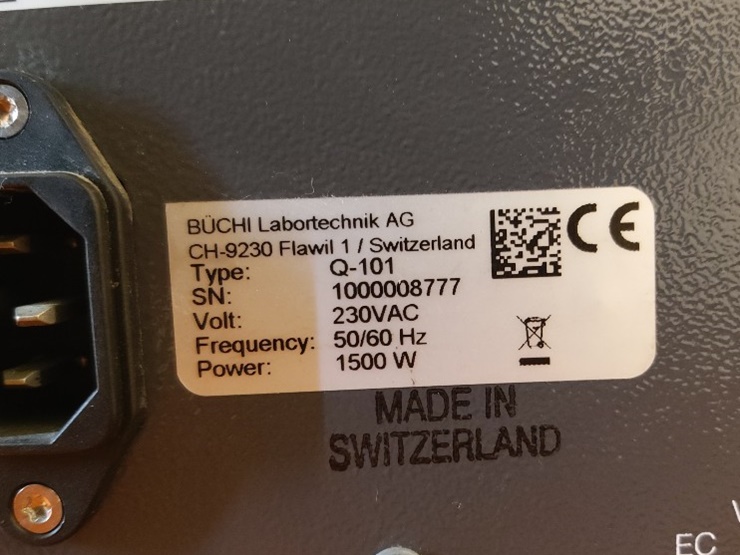 BÜCHI Labortechnik AG
CH-9230 Flawil 1 / Switzerland
Type: Q-101
SN: 1000008777
Volt: 230VAC
Frequency: 50/60 Hz
Power: 1500 W
CE
MADE IN
SWITZERLAND
EC